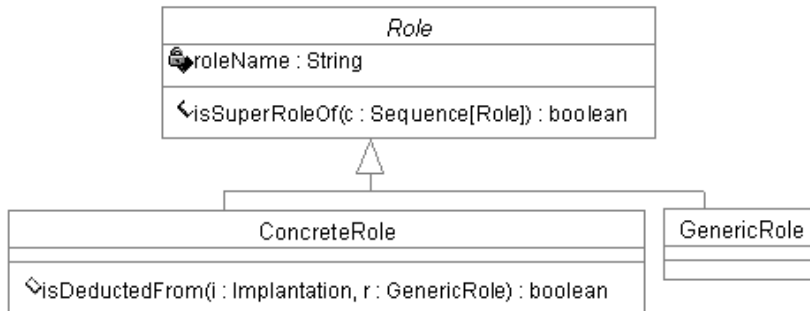 Role
roleName : String
isSuperRoleOf(c : Sequence[Role]) : boolean
ConcreteRole
isDeductedFrom(i : Implantation, r : GenericRole) : boolean
GenericRole